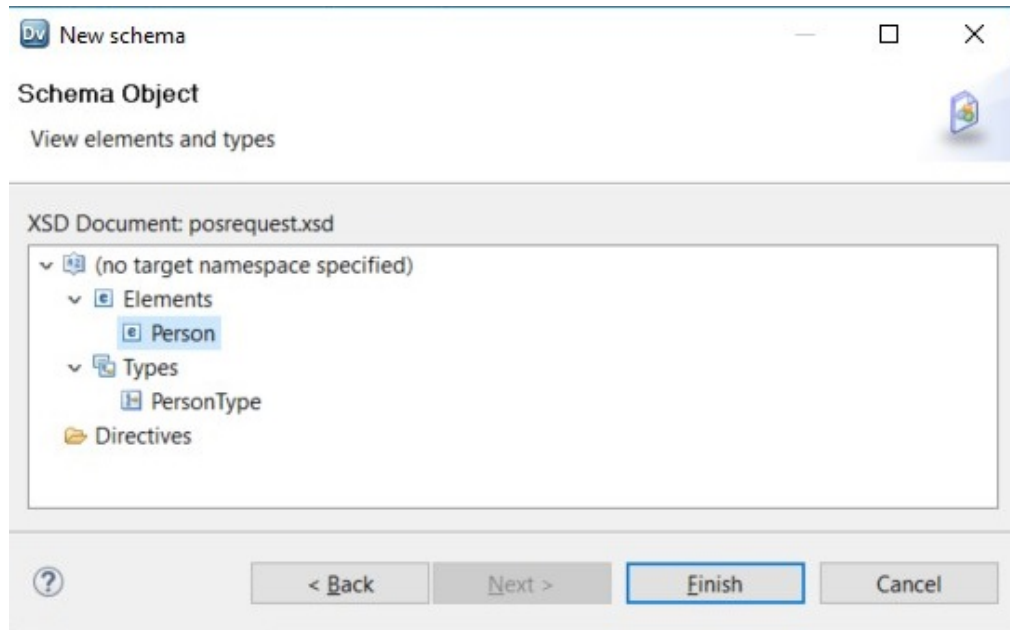 Dv New schema
Schema Object
View elements and types
XSD Document: posrequest.xsd
(no target namespace specified)
e Elements
e Person
Types
PersonType
Directives
? < Back Next > Finish Cancel